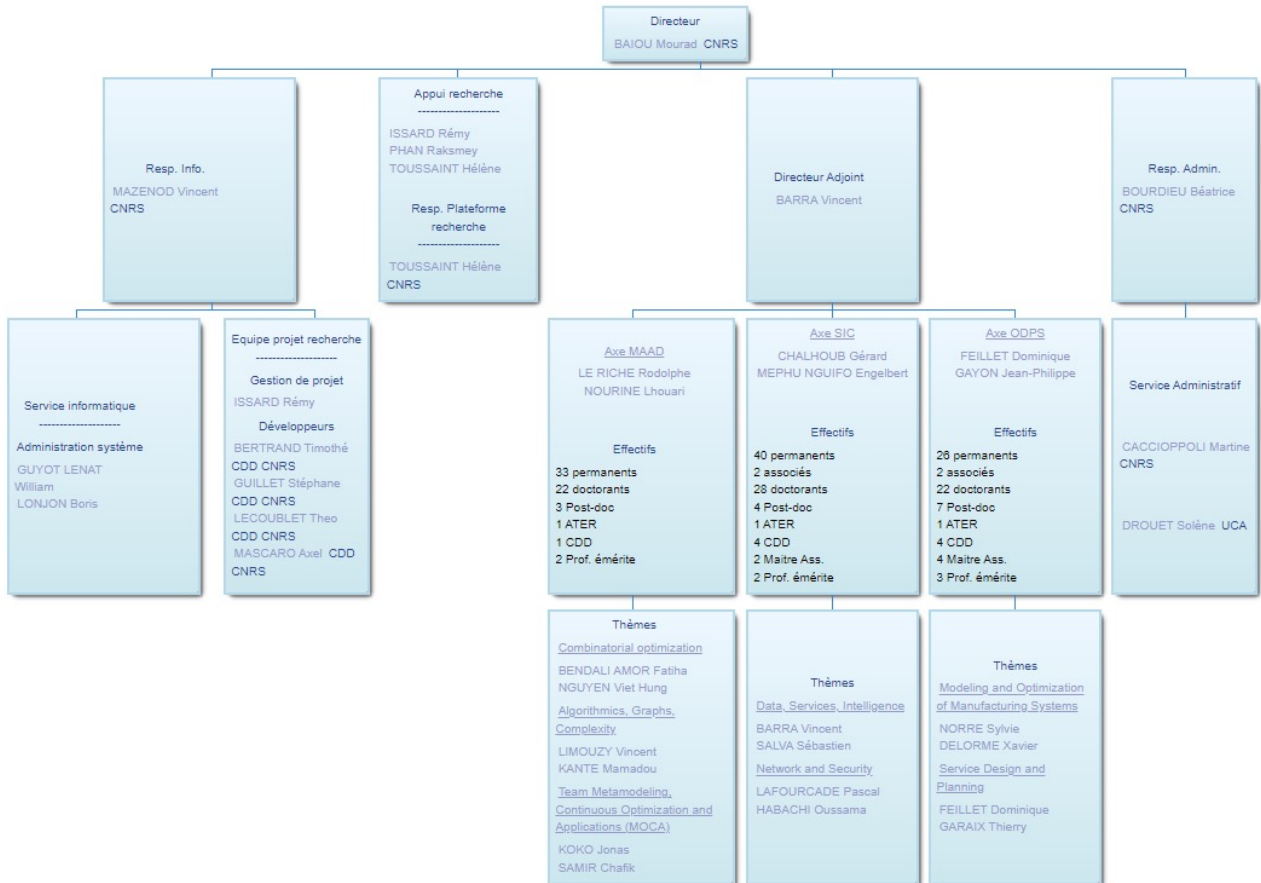 Directeur
BAIOU Mourad CNRS
Resp. Info.
MAZENOD Vincent
CNRS
Appui recherche
--------------------
ISSARD Rémy
PHAN Raksmey
TOUSSAINT Hélène
Resp. Plateforme
recherche
--------------------
TOUSSAINT Hélène
CNRS
Directeur Adjoint
BARRA Vincent
Resp. Admin.
BOURDIEU Béatrice
CNRS
Service informatique
--------------------
Administration système
GUYOT LENAT
William
LONJON Boris
Equipe projet recherche
--------------------
Gestion de projet
ISSARD Rémy
Développeurs
BERTRAND Timothé
CDD CNRS
GUILLET Stéphane
CDD CNRS
LECOUBLET Theo
CDD CNRS
MASCARO Axel CDD
CNRS
Axe MAAD
LE RICHE Rodolphe
NOURINE Lhouari
Effectifs
33 permanents
22 doctorants
3 Post-doc
1 ATER
1 CDD
2 Prof. émérite
Axe SIC
CHALHOUB Gérard
MEPHU NGUIFO Engelbert
Effectifs
40 permanents
2 associés
28 doctorants
4 Post-doc
1 ATER
4 CDD
2 Maitre Ass.
2 Prof. émérite
Axe ODPS
FEILLET Dominique
GAYON Jean-Philippe
Effectifs
26 permanents
2 associés
22 doctorants
7 Post-doc
1 ATER
4 CDD
4 Maitre Ass.
3 Prof. émérite
Service Administratif
CACCIOPPOLI Martine
CNRS
DROUET Solène UCA
Thèmes
Combinatorial optimization
BENDALI AMOR Fatiha
NGUYEN Viet Hung
Algorithmics, Graphs,
Complexity
LIMOUZY Vincent
KANTE Mamadou
Team Metamodeling,
Continuous Optimization and
Applications (MOCA)
KOKO Jonas
SAMIR Chafik
Thèmes
Data, Services, Intelligence
BARRA Vincent
SALVA Sébastien
Network and Security
LAFOURCADE Pascal
HABACHI Oussama
Thèmes
Modeling and Optimization
of Manufacturing Systems
NORRE Sylvie
DELORME Xavier
Service Design and
Planning
FEILLET Dominique
GARAIX Thierry